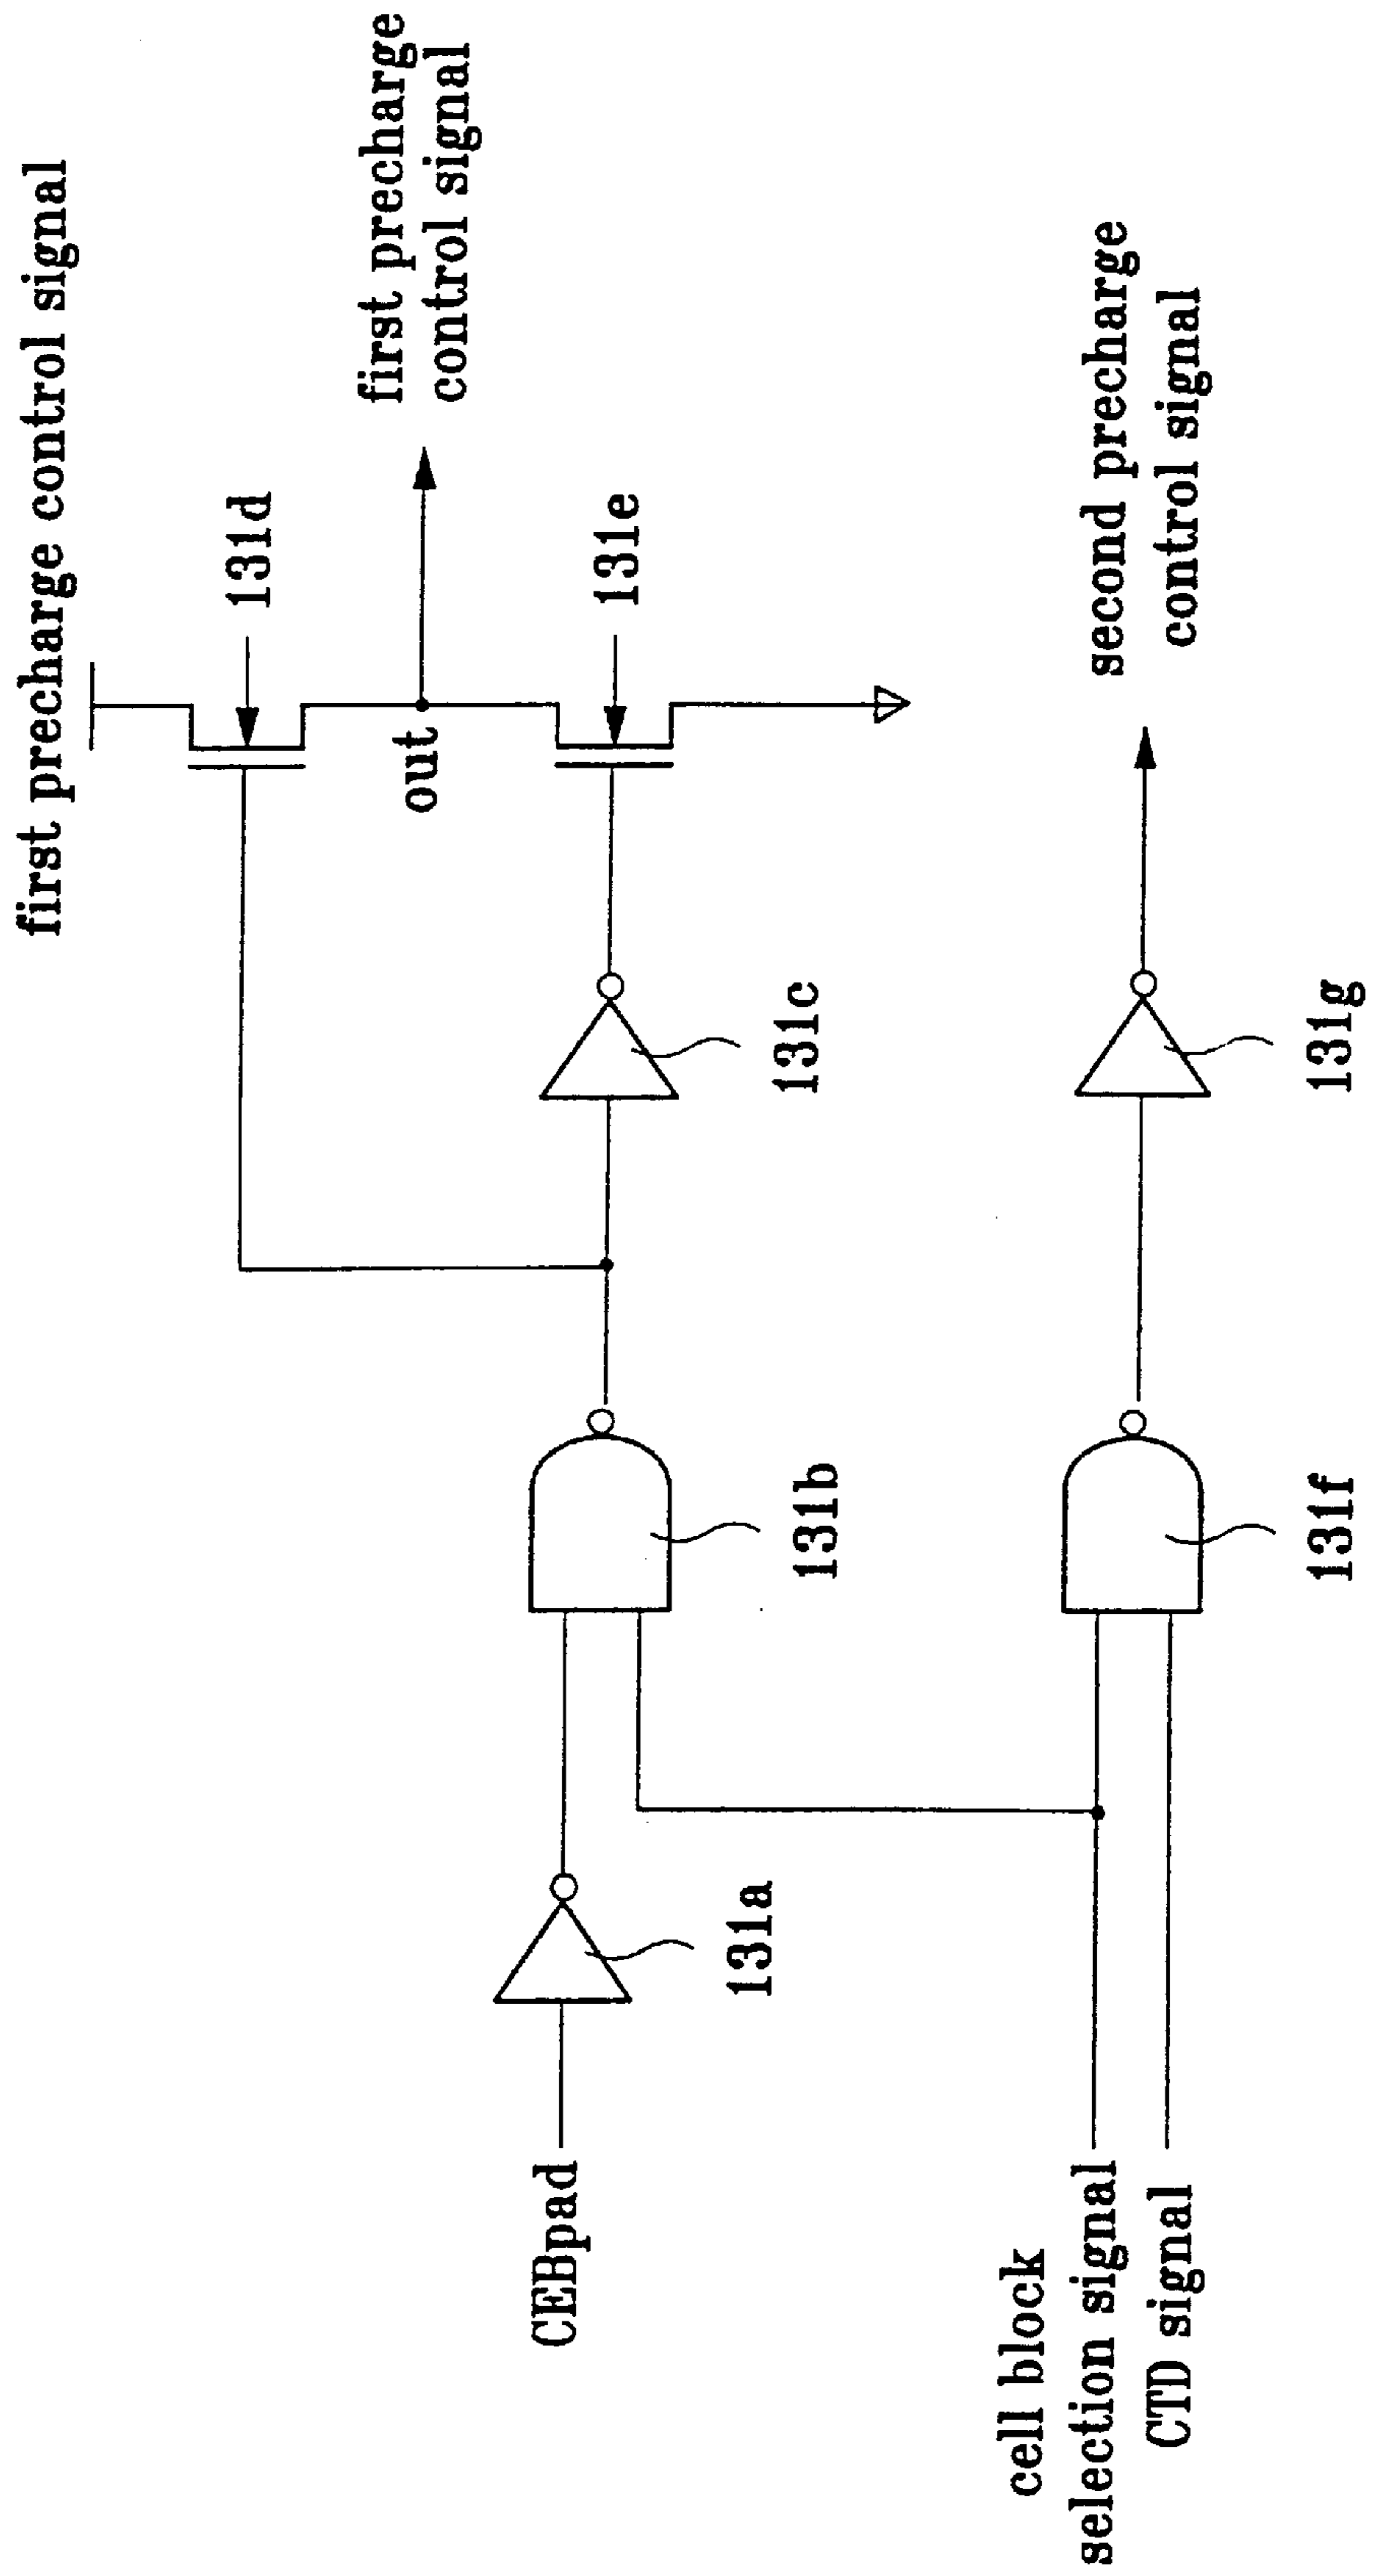 first precharge control signal
131d
first precharge
control signal
out
131e
CEBpad
131a
131b
131c
cell block
selection signal
CTD signal
131f
131g
second precharge
control signal